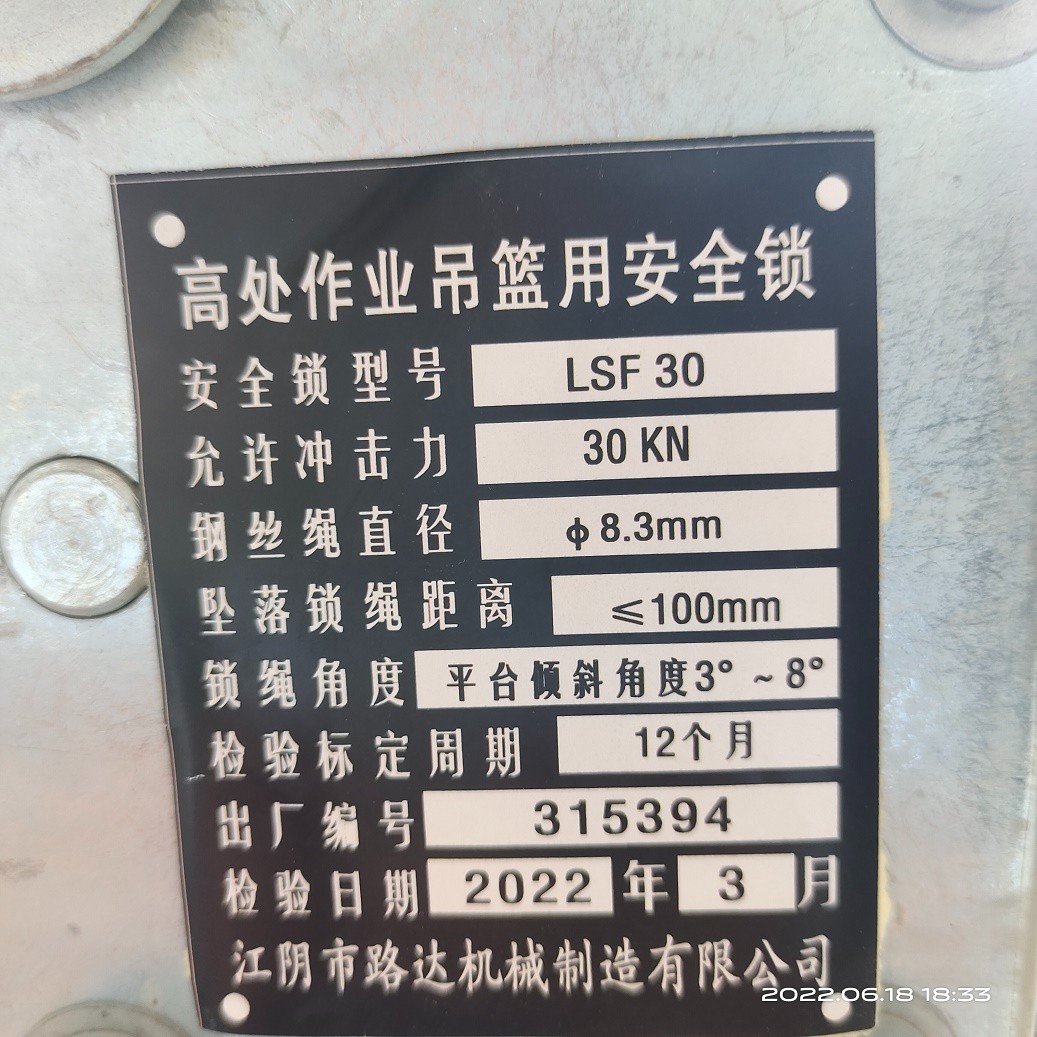 高处作业吊篮用安全锁
安全锁型号 LSF 30
允许冲击力 30 KN
钢丝绳直径 φ8.3mm
坠落锁绳距离 ≤100mm
锁绳角度 平台倾斜角度3°~8°
检验标定周期 12个月
出厂编号 315394
检验日期 2022 年 3 月
江阴市路达机械制造有限公司
2022.06.18 18:33